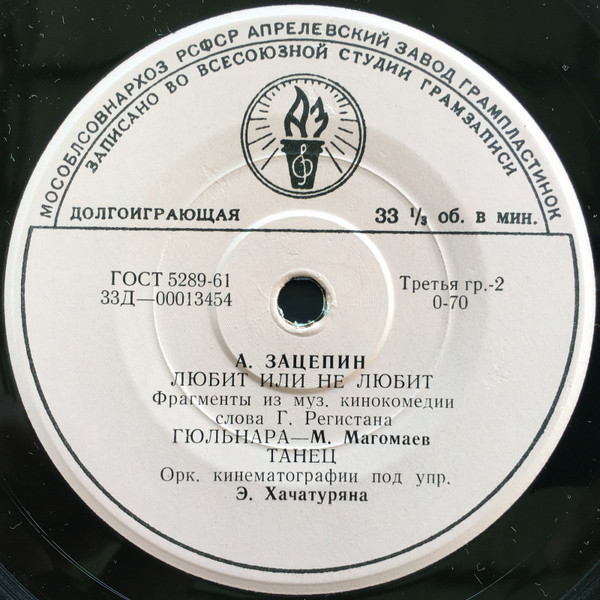 МОСОБЛСОВНАРХОЗ РСФСР АПРЕЛЕВСКИЙ ЗАВОД ГРАМПЛАСТИНОК
ЗАПИСАНО ВО ВСЕСОЮЗНОЙ СТУДИИ ГРАМЗАПИСИ
АЗ
ДОЛГОИГРАЮЩАЯ 33 1/3 об. в мин.
ГОСТ 5289-61 Третья гр.-2
33Д—00013454 0-70
А. ЗАЦЕПИН
ЛЮБИТ ИЛИ НЕ ЛЮБИТ
Фрагменты из муз. кинокомедии
слова Г. Регистана
ГЮЛЬНАРА—М. Магомаев
ТАНЕЦ
Орк. кинематографии под упр.
Э. Хачатуряна